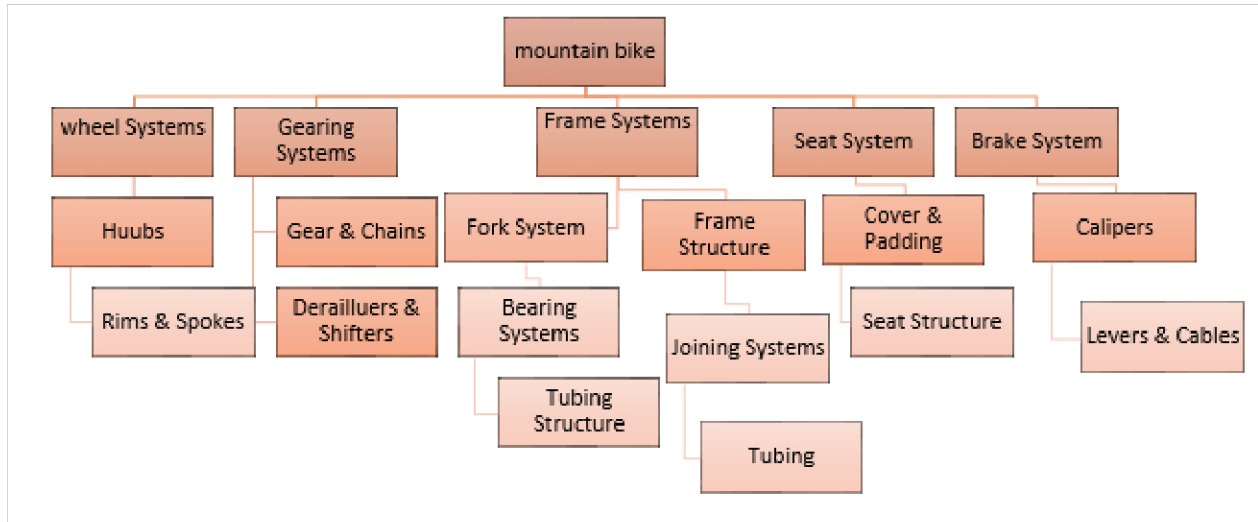 mountain bike
wheel Systems
Gearing
Systems
Frame Systems
Seat System
Brake System
Huubs
Gear & Chains
Fork System
Frame
Structure
Cover &
Padding
Calipers
Rims & Spokes
Derailluers &
Shifters
Bearing
Systems
Joining Systems
Seat Structure
Levers & Cables
Tubing
Structure
Tubing